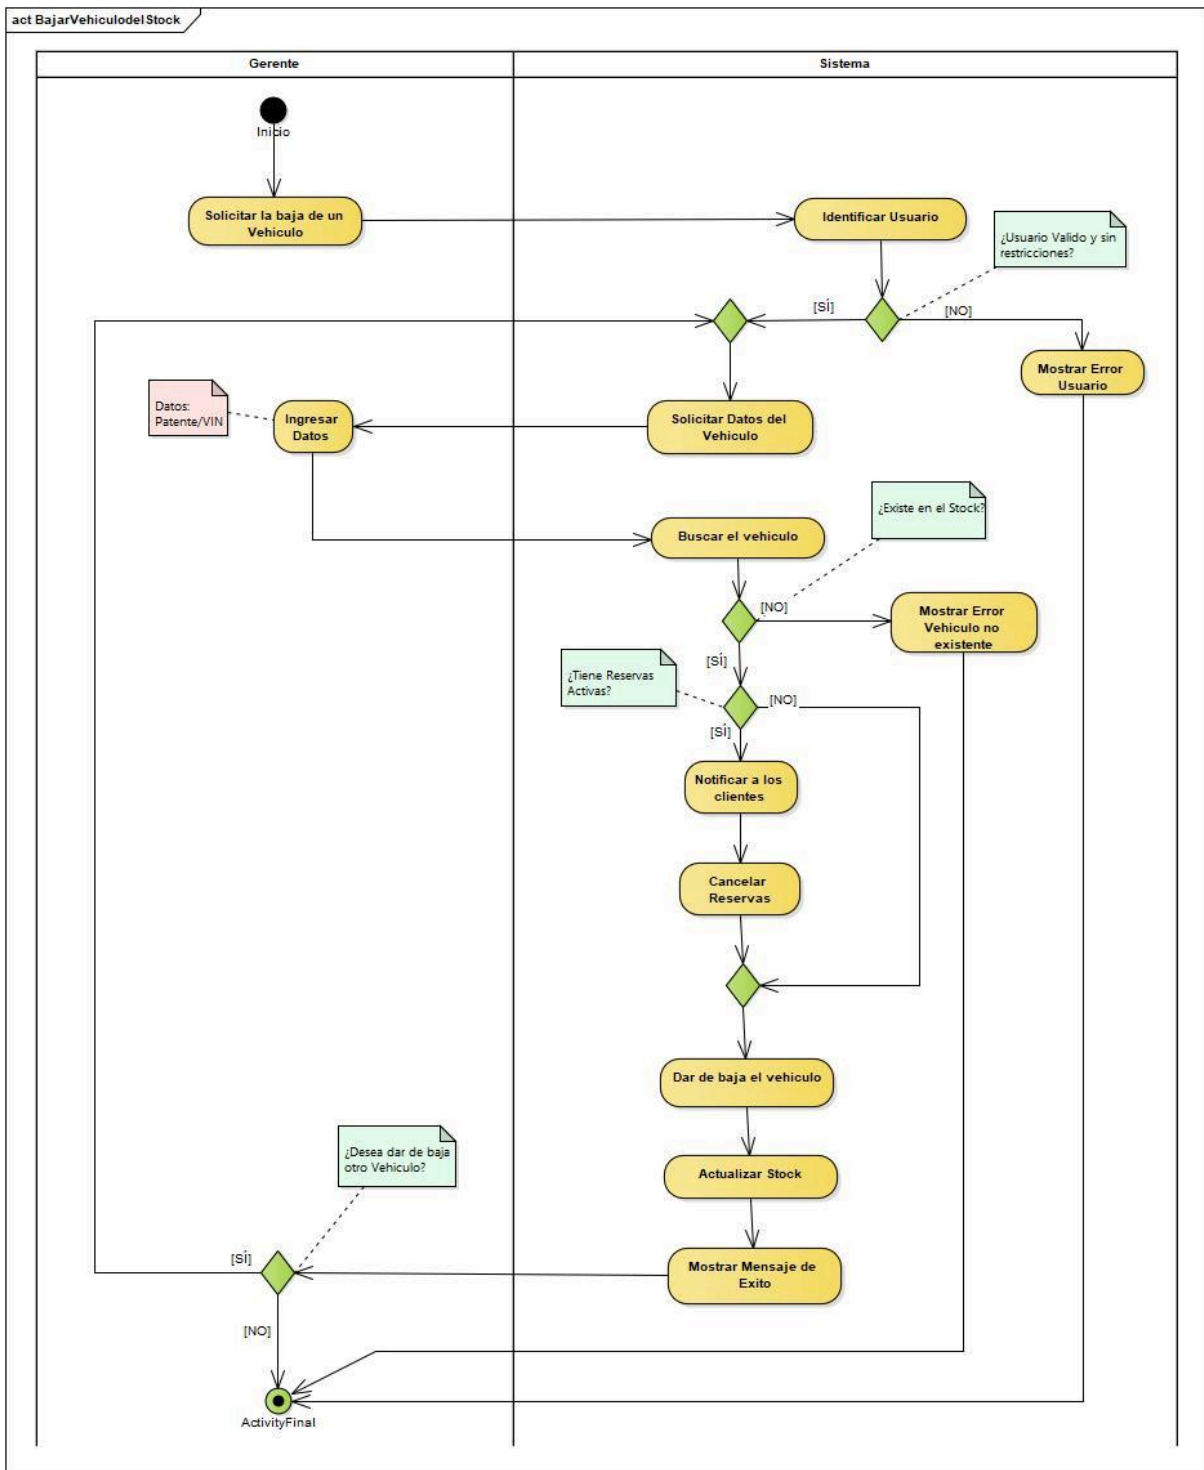 act BajarVehiculodelStock
Gerente
Sistema
Inicio
Solicitar la baja de un
Vehiculo
Identificar Usuario
¿Usuario Valido y sin
restricciones?
[SÍ]
[NO]
Mostrar Error
Usuario
Datos:
Patente/VIN
Ingresar
Datos
Solicitar Datos del
Vehiculo
¿Existe en el Stock?
Buscar el vehiculo
[NO]
Mostrar Error
Vehiculo no
existente
[SÍ]
¿Tiene Reservas
Activas?
[NO]
[SÍ]
Notificar a los
clientes
Cancelar
Reservas
Dar de baja el vehiculo
¿Desea dar de baja
otro Vehiculo?
Actualizar Stock
[SÍ]
Mostrar Mensaje de
Exito
[NO]
ActivityFinal